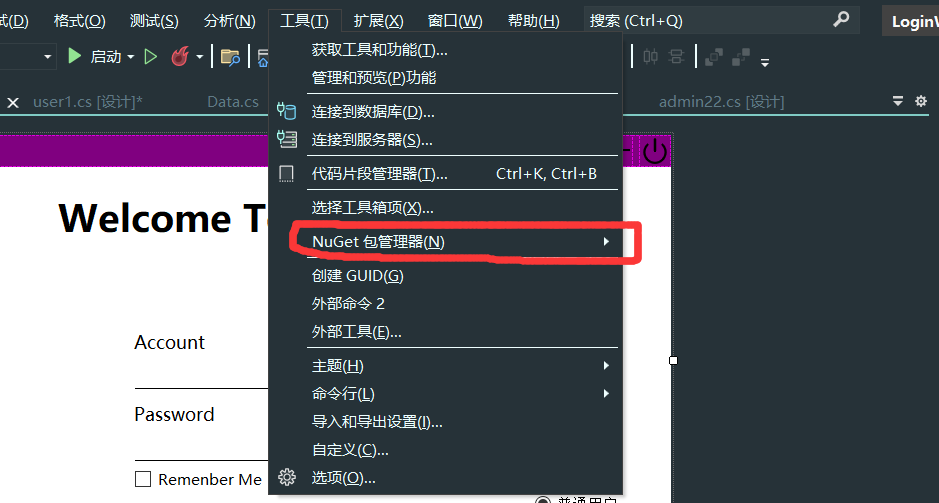 试(D) 格式(O) 测试(S) 分析(N) 工具(T) 扩展(X) 窗口(W) 帮助(H) 搜索 (Ctrl+Q)
启动
user1.cs [设计]* Data.cs admin22.cs [设计]
获取工具和功能(T)...
管理和预览(P)功能
连接到数据库(D)...
连接到服务器(S)...
代码片段管理器(T)... Ctrl+K, Ctrl+B
选择工具箱项(X)...
NuGet 包管理器(N)
创建 GUID(G)
外部命令 2
外部工具(E)...
主题(H)
命令行(L)
导入和导出设置(I)...
自定义(C)...
选项(O)...
Welcome
Account
Password
Remenber Me
普通用户